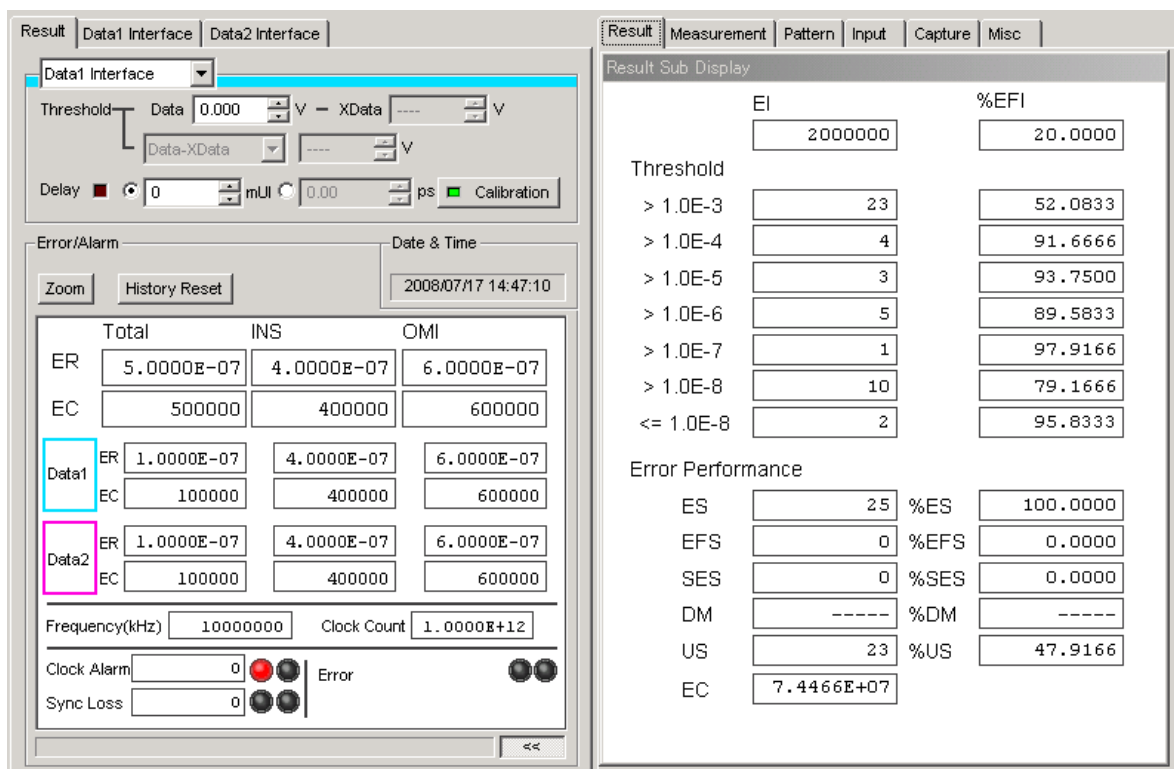 Result Data1 Interface Data2 Interface
Data1 Interface
Threshold Data 0.000 V - XData ---- V
Data-XData ---- V
Delay 0 mUI 0.00 ps Calibration
Error/Alarm Date & Time
Zoom History Reset 2008/07/17 14:47:10
Total INS OMI
ER 5.0000E-07 4.0000E-07 6.0000E-07
EC 500000 400000 600000
Data1
ER 1.0000E-07 4.0000E-07 6.0000E-07
EC 100000 400000 600000
Data2
ER 1.0000E-07 4.0000E-07 6.0000E-07
EC 100000 400000 600000
Frequency(kHz) 10000000 Clock Count 1.0000E+12
Clock Alarm 0 Error
Sync Loss 0
<<
Result Measurement Pattern Input Capture Misc
Result Sub Display
EI %EFI
2000000 20.0000
Threshold
> 1.0E-3 23 52.0833
> 1.0E-4 4 91.6666
> 1.0E-5 3 93.7500
> 1.0E-6 5 89.5833
> 1.0E-7 1 97.9166
> 1.0E-8 10 79.1666
<= 1.0E-8 2 95.8333
Error Performance
ES 25 %ES 100.0000
EFS 0 %EFS 0.0000
SES 0 %SES 0.0000
DM ----- %DM -----
US 23 %US 47.9166
EC 7.4466E+07